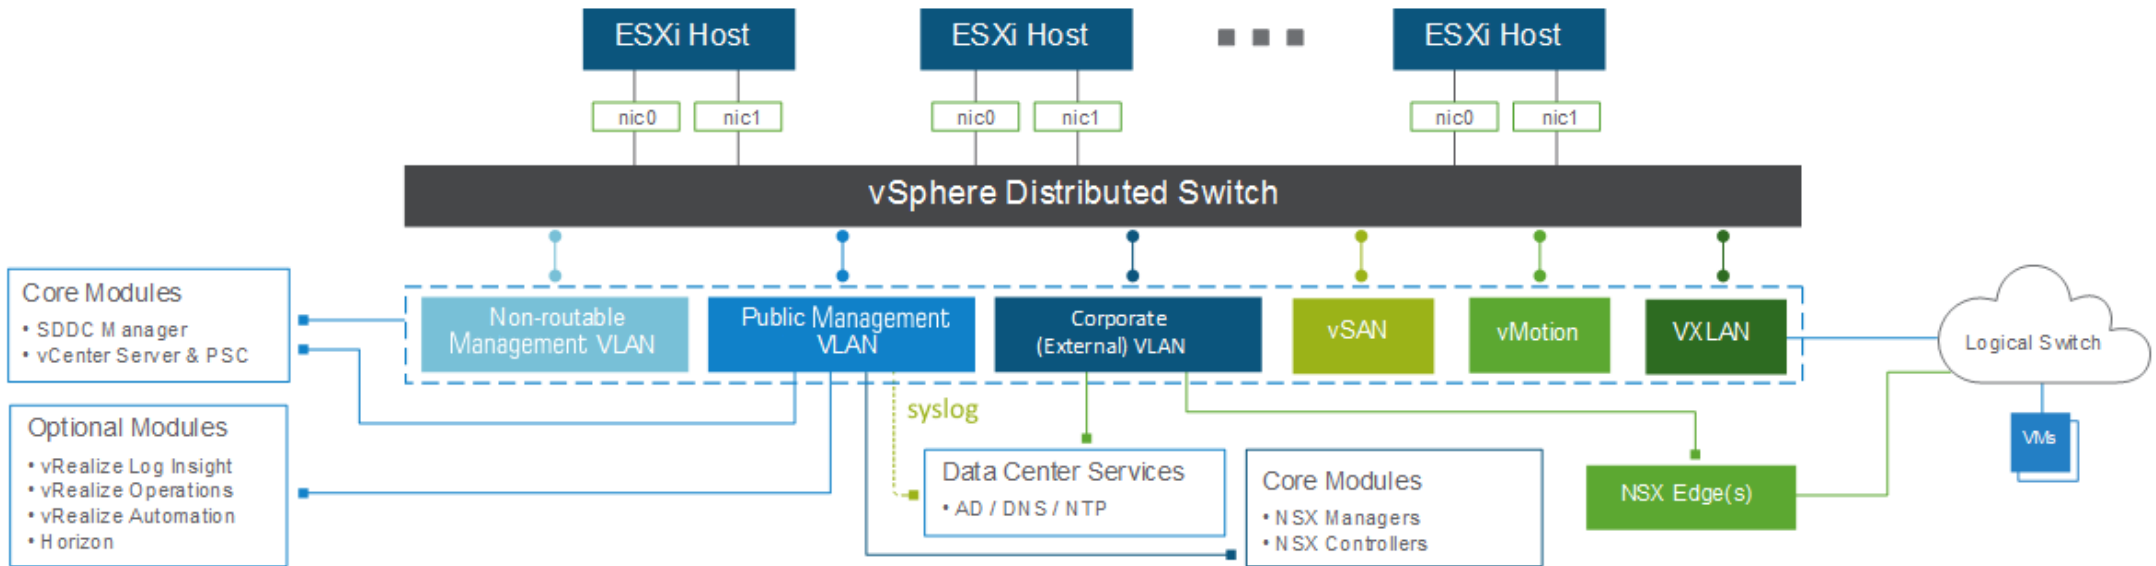 ESXi Host
ESXi Host
ESXi Host
nic0
nic1
nic0
nic1
nic0
nic1
vSphere Distributed Switch
Core Modules
• SDDC Manager
• vCenter Server & PSC
Non-routable
Management VLAN
Public Management
VLAN
Corporate
(External) VLAN
vSAN
vMotion
VXLAN
Logical Switch
VMs
syslog
Optional Modules
• vRealize Log Insight
• vRealize Operations
• vRealize Automation
• Horizon
Data Center Services
• AD / DNS / NTP
Core Modules
• NSX Managers
• NSX Controllers
NSX Edge(s)